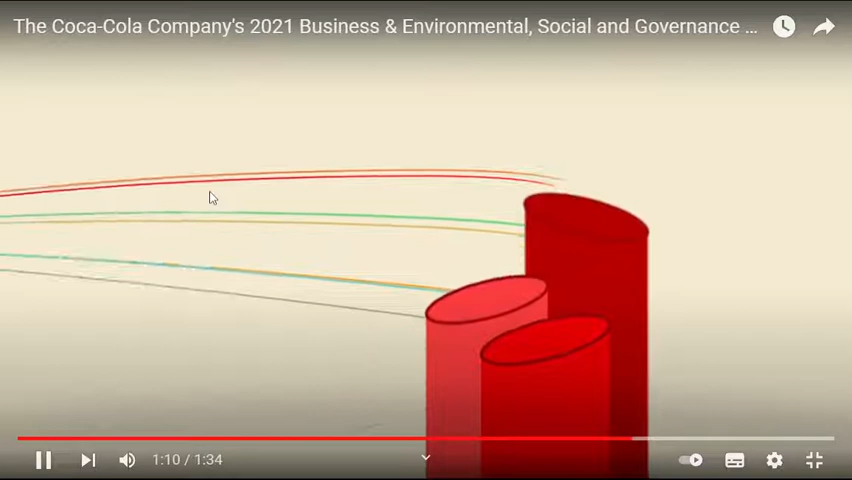 The Coca-Cola Company's 2021 Business & Environmental, Social and Governance ...
1:10 / 1:34